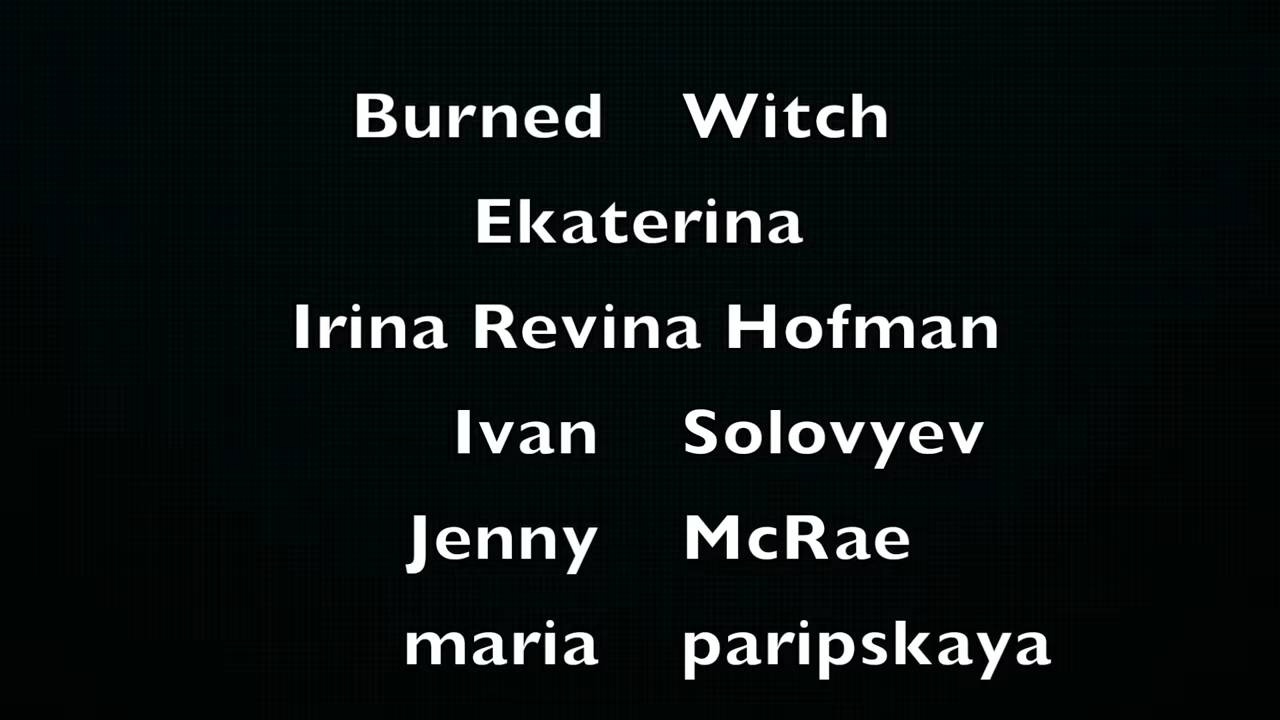 Burned Witch
Ekaterina
Irina Revina Hofman
Ivan Solovyev
Jenny McRae
maria paripskaya